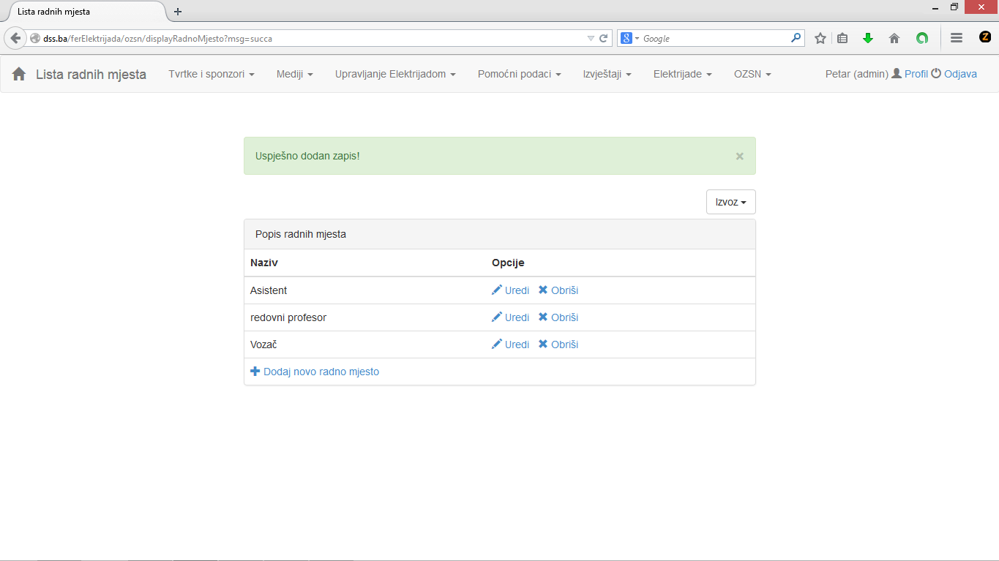 Lista radnih mjesta
dss.ba/ferElektrijada/ozsn/displayRadnoMjesto?msg=succa
Google
Lista radnih mjesta Tvrtke i sponzori Mediji Upravljanje Elektrijadom Pomoćni podaci Izvještaji Elektrijade OZSN Petar (admin) Profil Odjava
Uspješno dodan zapis!
Izvoz
Popis radnih mjesta
Naziv Opcije
Asistent Uredi Obriši
redovni profesor Uredi Obriši
Vozač Uredi Obriši
Dodaj novo radno mjesto